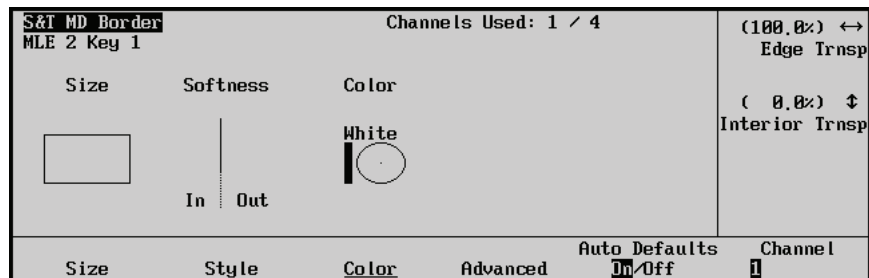 S&T MD Border Channels Used: 1 / 4 (100.0%) ↔
MLE 2 Key 1 Edge Trnsp
Size Softness Color
( 0.0%) ↕
Interior Trnsp
White
In Out
Auto Defaults Channel
Size Style Color Advanced On/Off 1